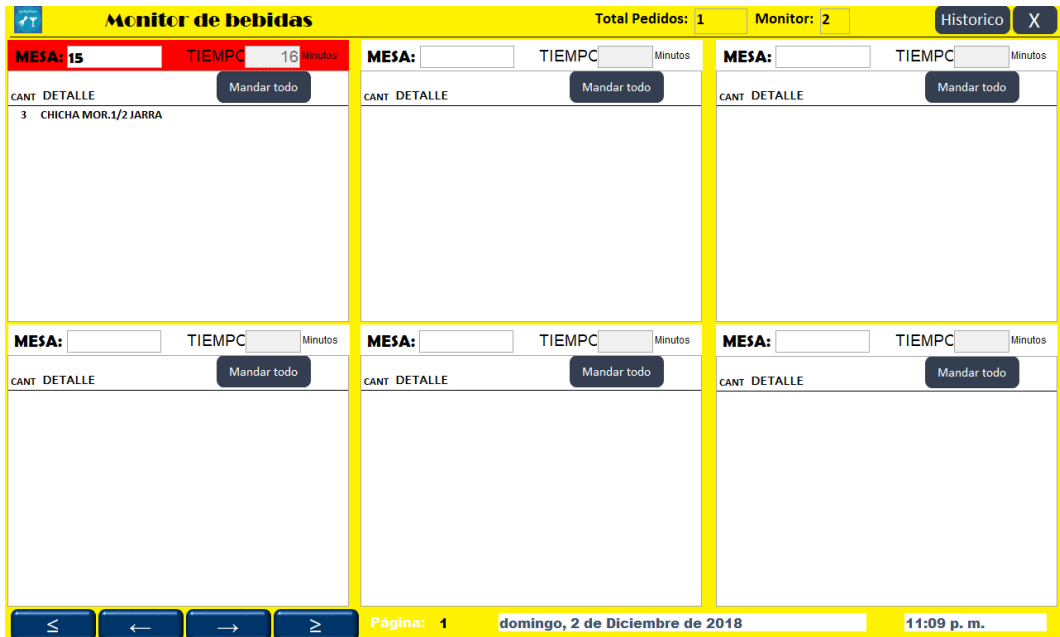 Monitor de bebidas Total Pedidos: 1 Monitor: 2 Historico X
MESA: 15 TIEMPO 16 Minutos MESA: TIEMPO Minutos MESA: TIEMPO Minutos
Mandar todo Mandar todo Mandar todo
CANT DETALLE CANT DETALLE CANT DETALLE
3 CHICHA MOR.1/2 JARRA
MESA: TIEMPO Minutos MESA: TIEMPO Minutos MESA: TIEMPO Minutos
Mandar todo Mandar todo Mandar todo
CANT DETALLE CANT DETALLE CANT DETALLE
≤ ← → ≥ Página: 1 domingo, 2 de Diciembre de 2018 11:09 p. m.